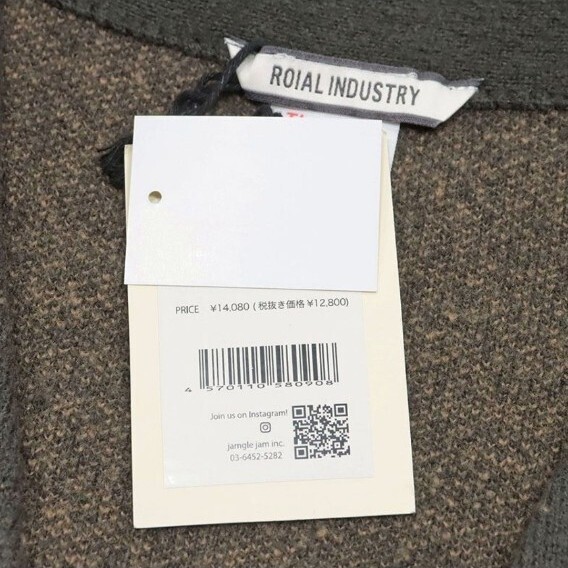 ROIAL INDUSTRY
PRICE ¥14,080 (税抜き価格 ¥12,800)
4 570110 580908
Join us on Instagram!
jamgle jam inc.
03-6452-5282